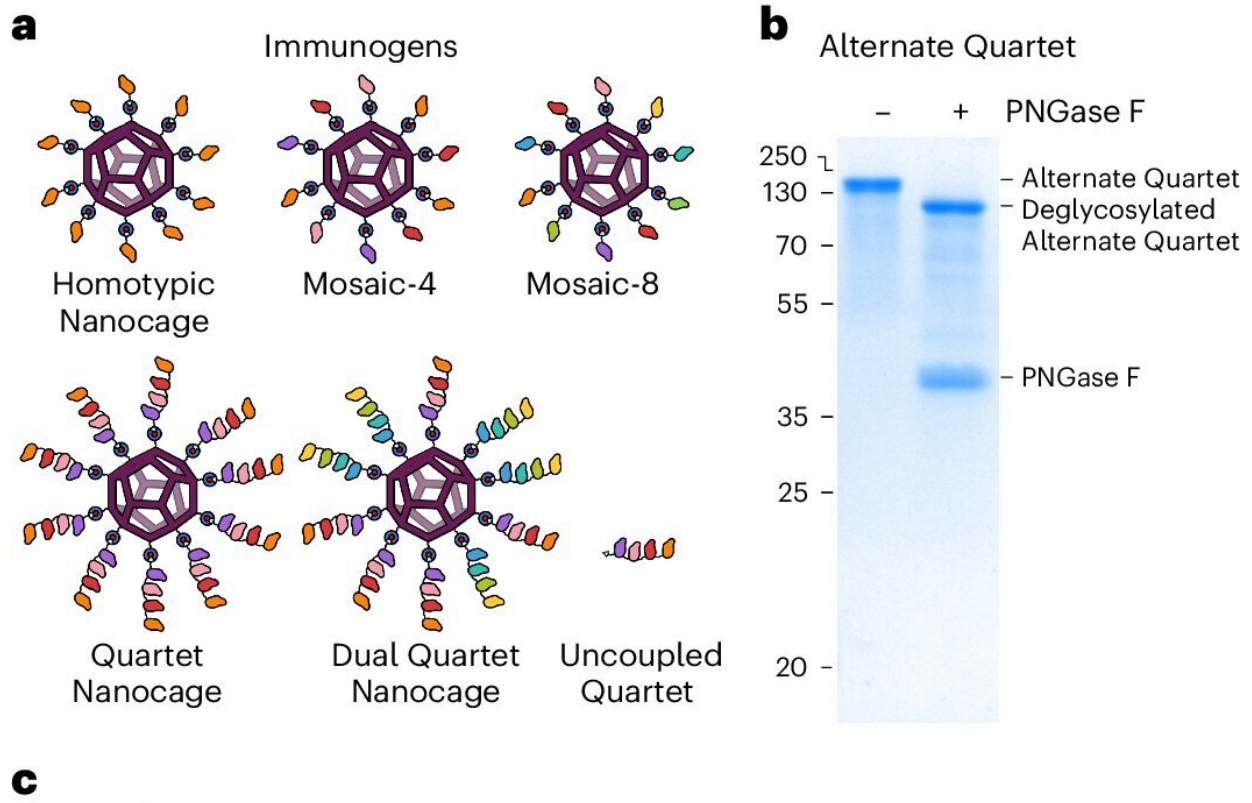 a
Immunogens
Homotypic
Nanocage
Mosaic-4
Mosaic-8
Quartet
Nanocage
Dual Quartet
Nanocage
Uncoupled
Quartet
b
Alternate Quartet
– + PNGase F
250
130
70
55
35
25
20
– Alternate Quartet
– Deglycosylated
Alternate Quartet
– PNGase F
c